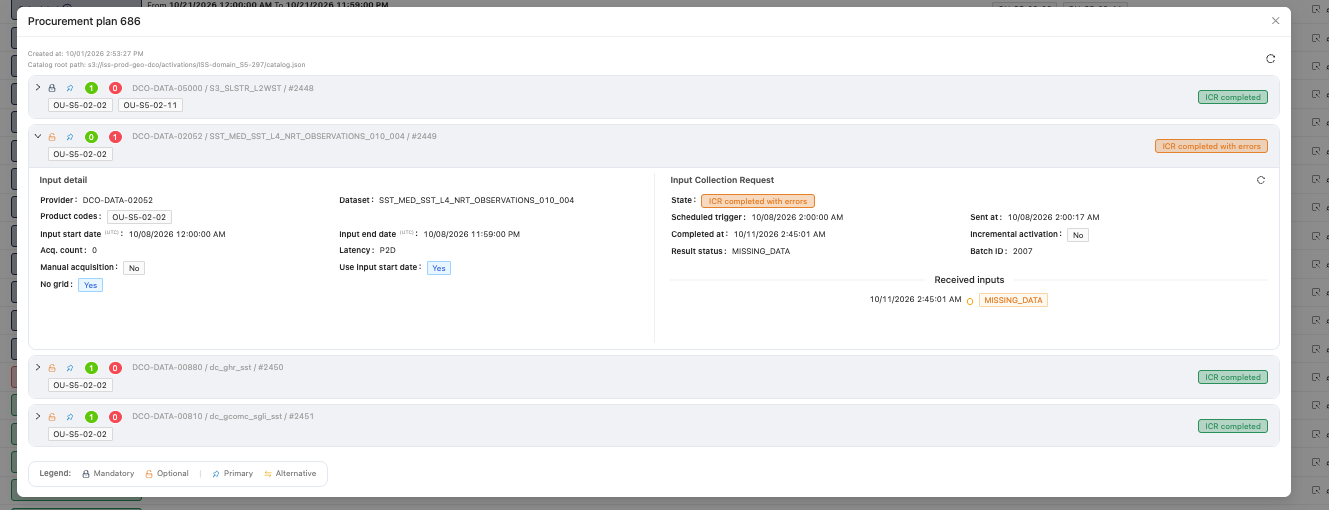 From 10/21/2026 12:00:00 AM To 10/21/2026 11:59:00 PM
Procurement plan 686
Created at: 10/01/2026 2:53:27 PM
Catalog root path: s3://iss-prod-geo-dco/activations/ISS-domain_S5-297/catalog.json
1 0 DCO-DATA-05000 / S3_SLSTR_L2WST / #2448
OU-S5-02-02 OU-S5-02-11
ICR completed
0 1 DCO-DATA-02052 / SST_MED_SST_L4_NRT_OBSERVATIONS_010_004 / #2449
OU-S5-02-02
ICR completed with errors
Input detail
Provider : DCO-DATA-02052
Dataset : SST_MED_SST_L4_NRT_OBSERVATIONS_010_004
Product codes : OU-S5-02-02
Input start date (UTC) : 10/08/2026 12:00:00 AM
Input end date (UTC) : 10/08/2026 11:59:00 PM
Acq. count : 0
Latency : P2D
Manual acquisition : No
Use input start date : Yes
No grid : Yes
Input Collection Request
State : ICR completed with errors
Scheduled trigger : 10/08/2026 2:00:00 AM
Sent at : 10/08/2026 2:00:17 AM
Completed at : 10/11/2026 2:45:01 AM
Incremental activation : No
Result status : MISSING_DATA
Batch ID : 2007
Received inputs
10/11/2026 2:45:01 AM MISSING_DATA
1 0 DCO-DATA-00880 / dc_ghr_sst / #2450
OU-S5-02-02
ICR completed
1 0 DCO-DATA-00810 / dc_gcomc_sgli_sst / #2451
OU-S5-02-02
ICR completed
Legend: Mandatory Optional | Primary Alternative